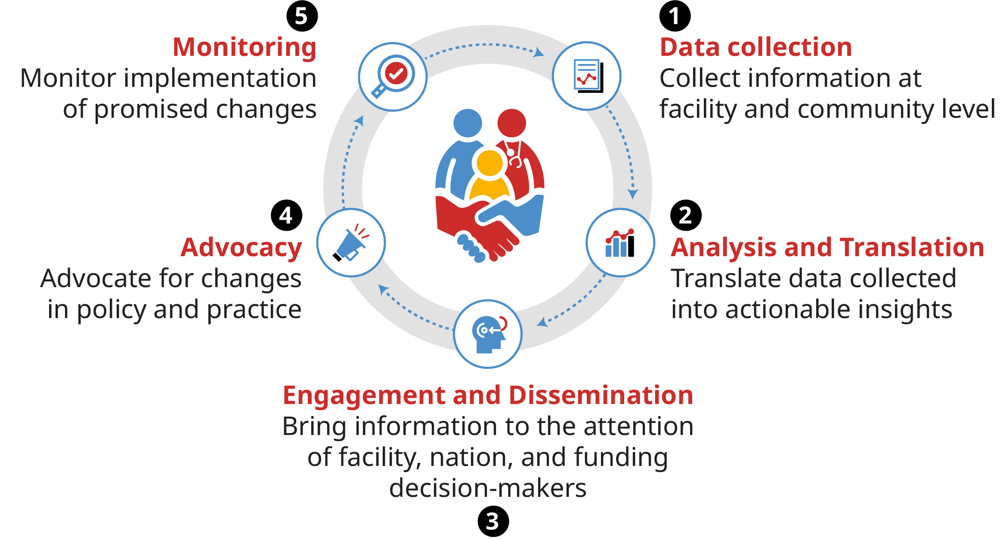 1
Data collection
Collect information at
facility and community level
2
Analysis and Translation
Translate data collected
into actionable insights
Engagement and Dissemination
Bring information to the attention
of facility, nation, and funding
decision-makers
3
4
Advocacy
Advocate for changes
in policy and practice
5
Monitoring
Monitor implementation
of promised changes